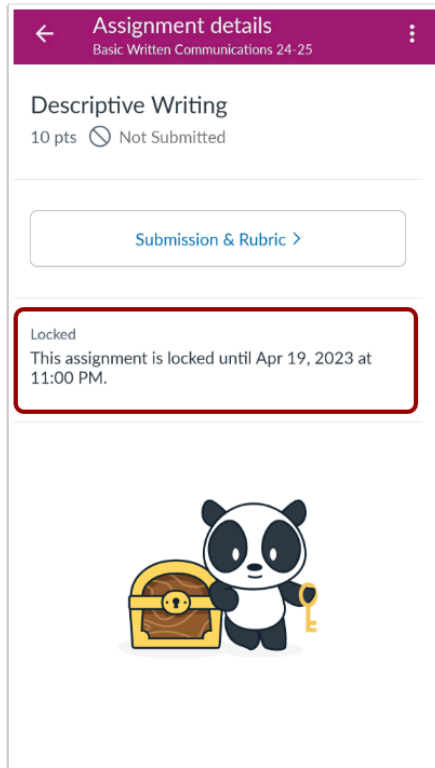 Assignment details
Basic Written Communications 24-25
Descriptive Writing
10 pts Not Submitted
Submission & Rubric >
Locked
This assignment is locked until Apr 19, 2023 at
11:00 PM.